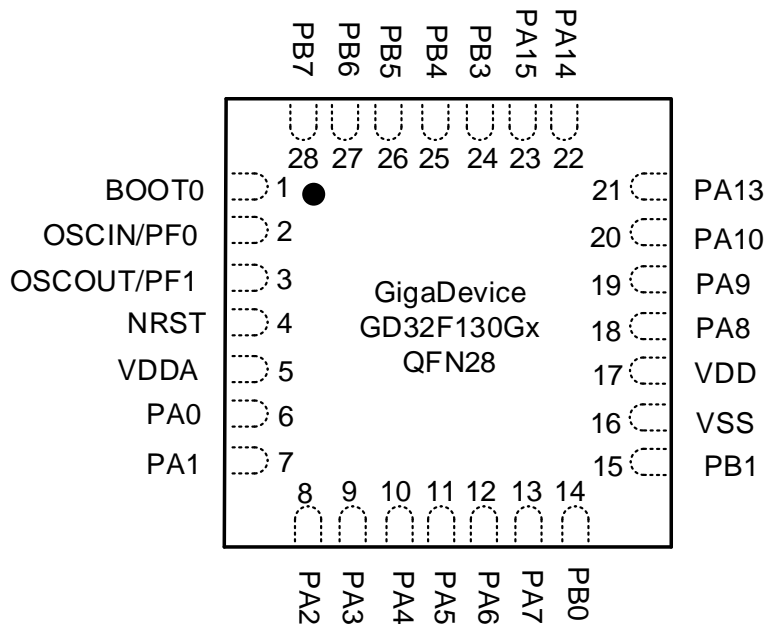 PB7 PB6 PB5 PB4 PB3 PA15 PA14
28 27 26 25 24 23 22
BOOT0 1
OSCIN/PF0 2
OSCOUT/PF1 3
NRST 4
VDDA 5
PA0 6
PA1 7
GigaDevice
GD32F130Gx
QFN28
21 PA13
20 PA10
19 PA9
18 PA8
17 VDD
16 VSS
15 PB1
8 9 10 11 12 13 14
PA2 PA3 PA4 PA5 PA6 PA7 PB0